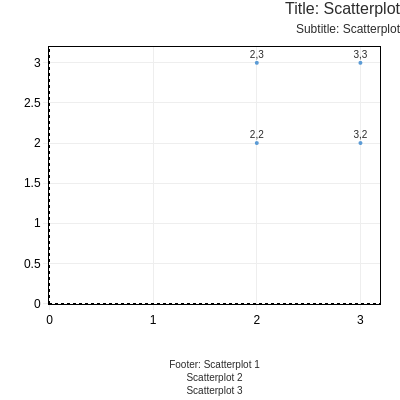 Title: Scatterplot
Subtitle: Scatterplot
3
2.5
2
1.5
1
0.5
0
2,3
3,3
2,2
3,2
0 1 2 3
Footer: Scatterplot 1
Scatterplot 2
Scatterplot 3